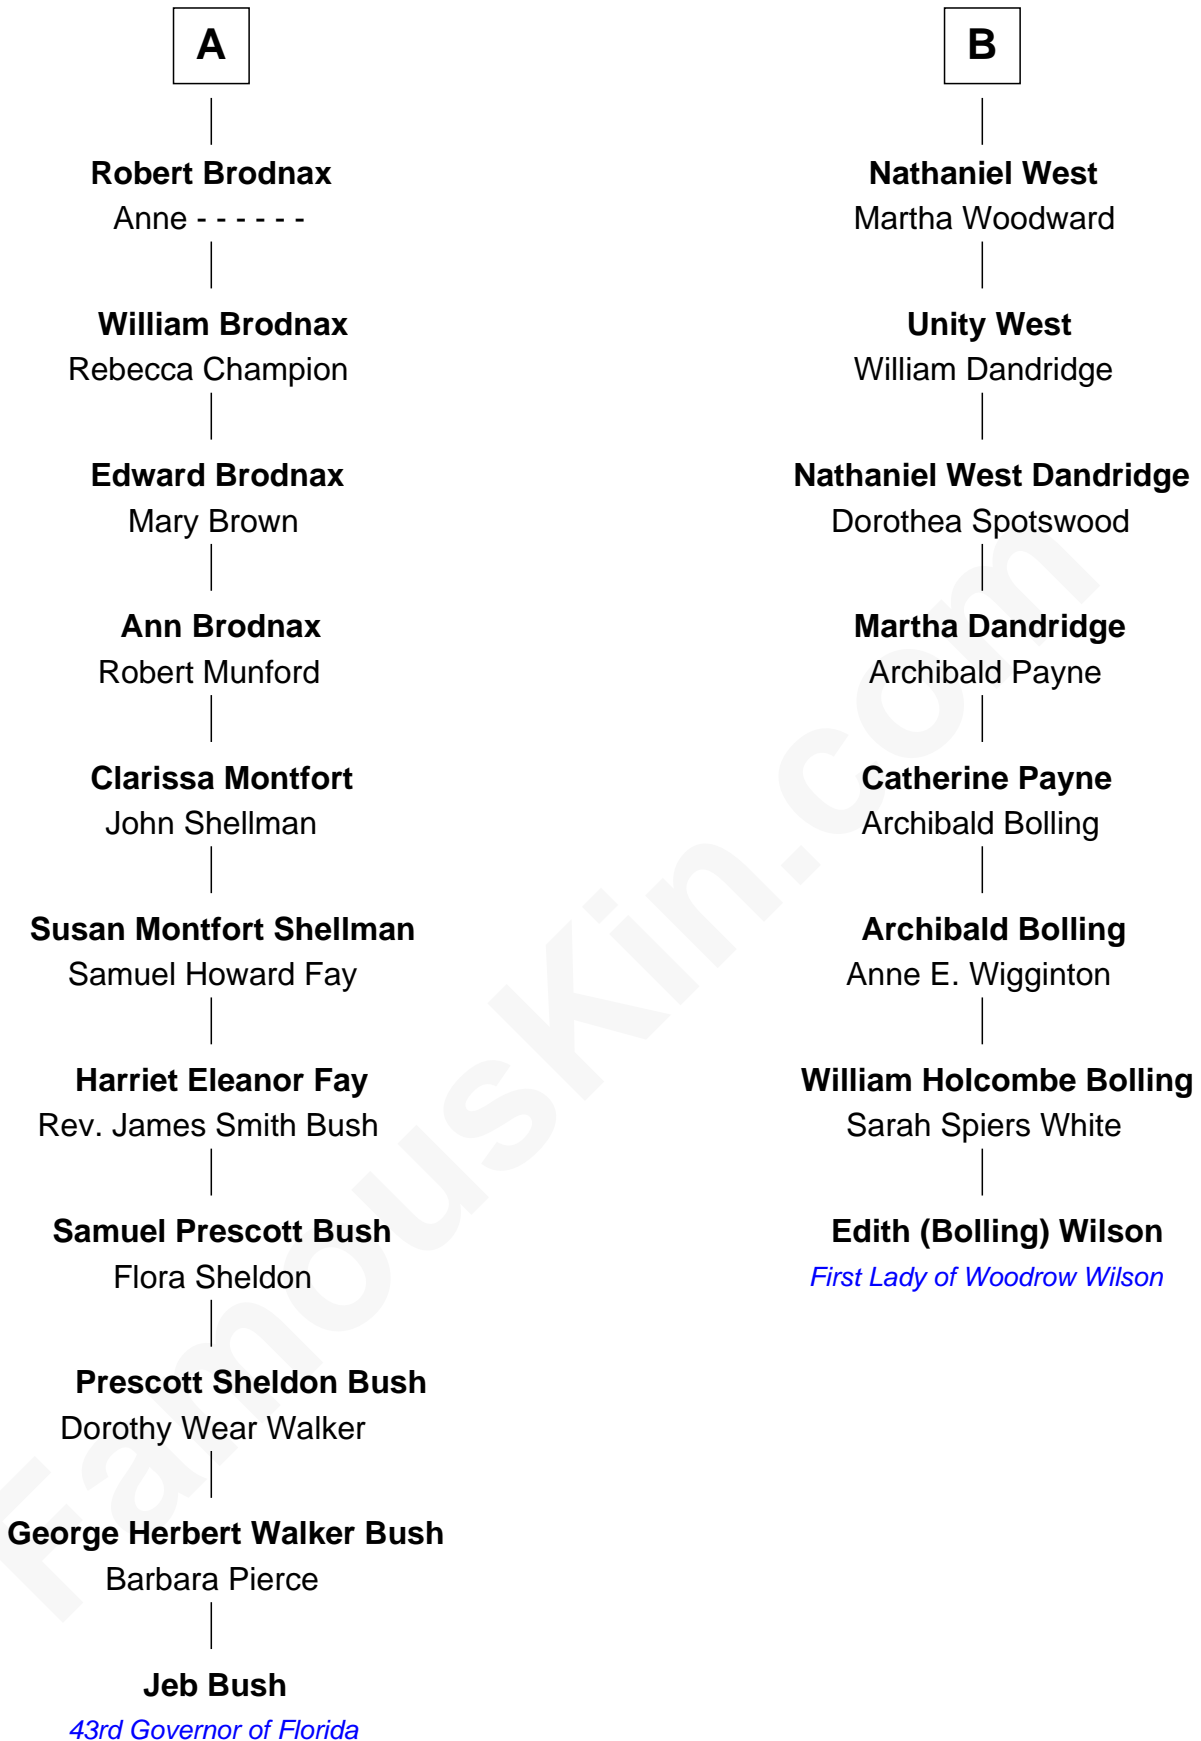 A
Robert Brodnax
Anne - - - - - -
William Brodnax
Rebecca Champion
Edward Brodnax
Mary Brown
Ann Brodnax
Robert Munford
Clarissa Montfort
John Shellman
Susan Montfort Shellman
Samuel Howard Fay
Harriet Eleanor Fay
Rev. James Smith Bush
Samuel Prescott Bush
Flora Sheldon
Prescott Sheldon Bush
Dorothy Wear Walker
George Herbert Walker Bush
Barbara Pierce
Jeb Bush
43rd Governor of Florida
B
Nathaniel West
Martha Woodward
Unity West
William Dandridge
Nathaniel West Dandridge
Dorothea Spotswood
Martha Dandridge
Archibald Payne
Catherine Payne
Archibald Bolling
Archibald Bolling
Anne E. Wigginton
William Holcombe Bolling
Sarah Spiers White
Edith (Bolling) Wilson
First Lady of Woodrow Wilson
FamousKin.com